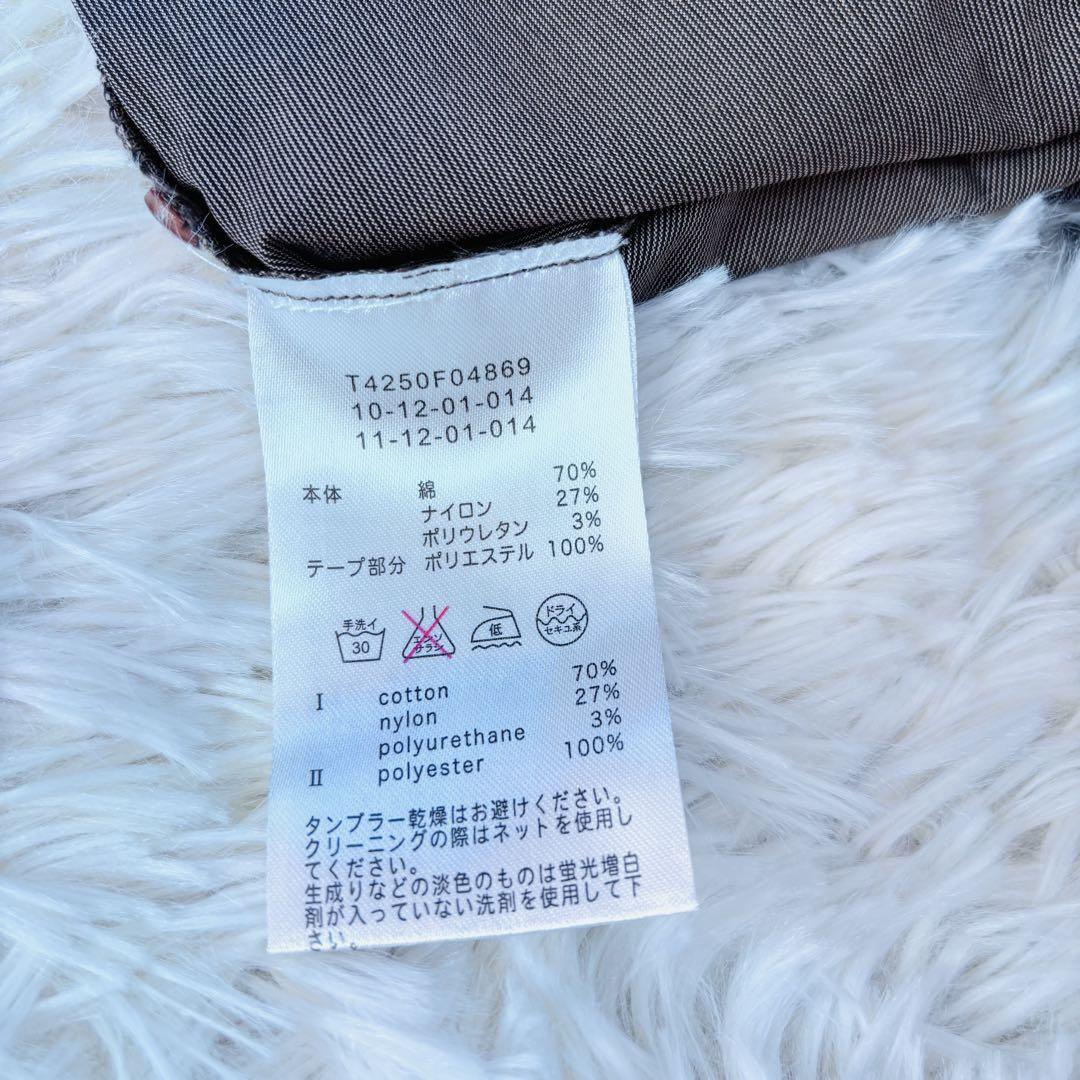 T4250F04869
10-12-01-014
11-12-01-014
本体 綿 70%
ナイロン 27%
ポリウレタン 3%
テープ部分 ポリエステル 100%
手洗イ 30
エンソ サラシ
低
ドライ セキユ系
I cotton 70%
nylon 27%
polyurethane 3%
II polyester 100%
タンブラー乾燥はお避けください。
クリーニングの際はネットを使用し
てください。
生成りなどの淡色のものは蛍光増白
剤が入っていない洗剤を使用して下
さい。